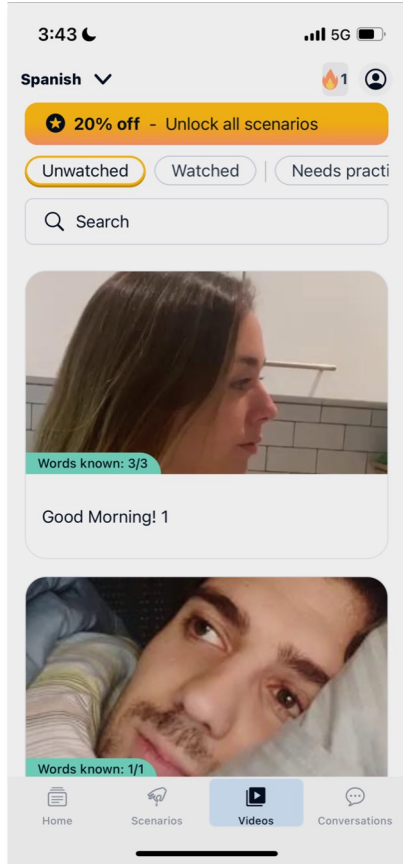 3:43
5G
Spanish
1
20% off - Unlock all scenarios
Unwatched
Watched
Needs practi
Search
Words known: 3/3
Good Morning! 1
Words known: 1/1
Home
Scenarios
Videos
Conversations